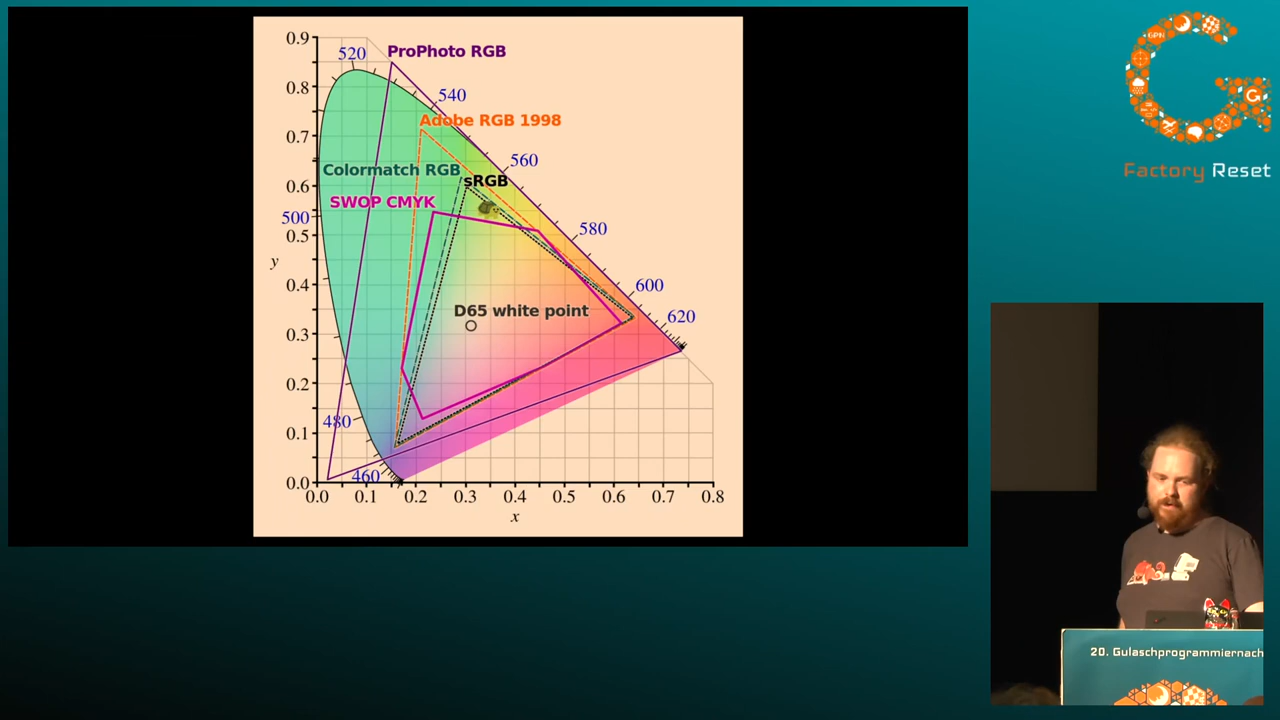 0.9
ProPhoto RGB
520
0.8
540
Adobe RGB 1998
0.7
560
Colormatch RGB
sRGB
0.6
SWOP CMYK
500
580
0.5
y
0.4
600
D65 white point
620
0.3
0.2
480
0.1
460
0.0
0.0 0.1 0.2 0.3 0.4 0.5 0.6 0.7 0.8
x
GPN
G
Factory Reset
20. Gulaschprogrammiernach